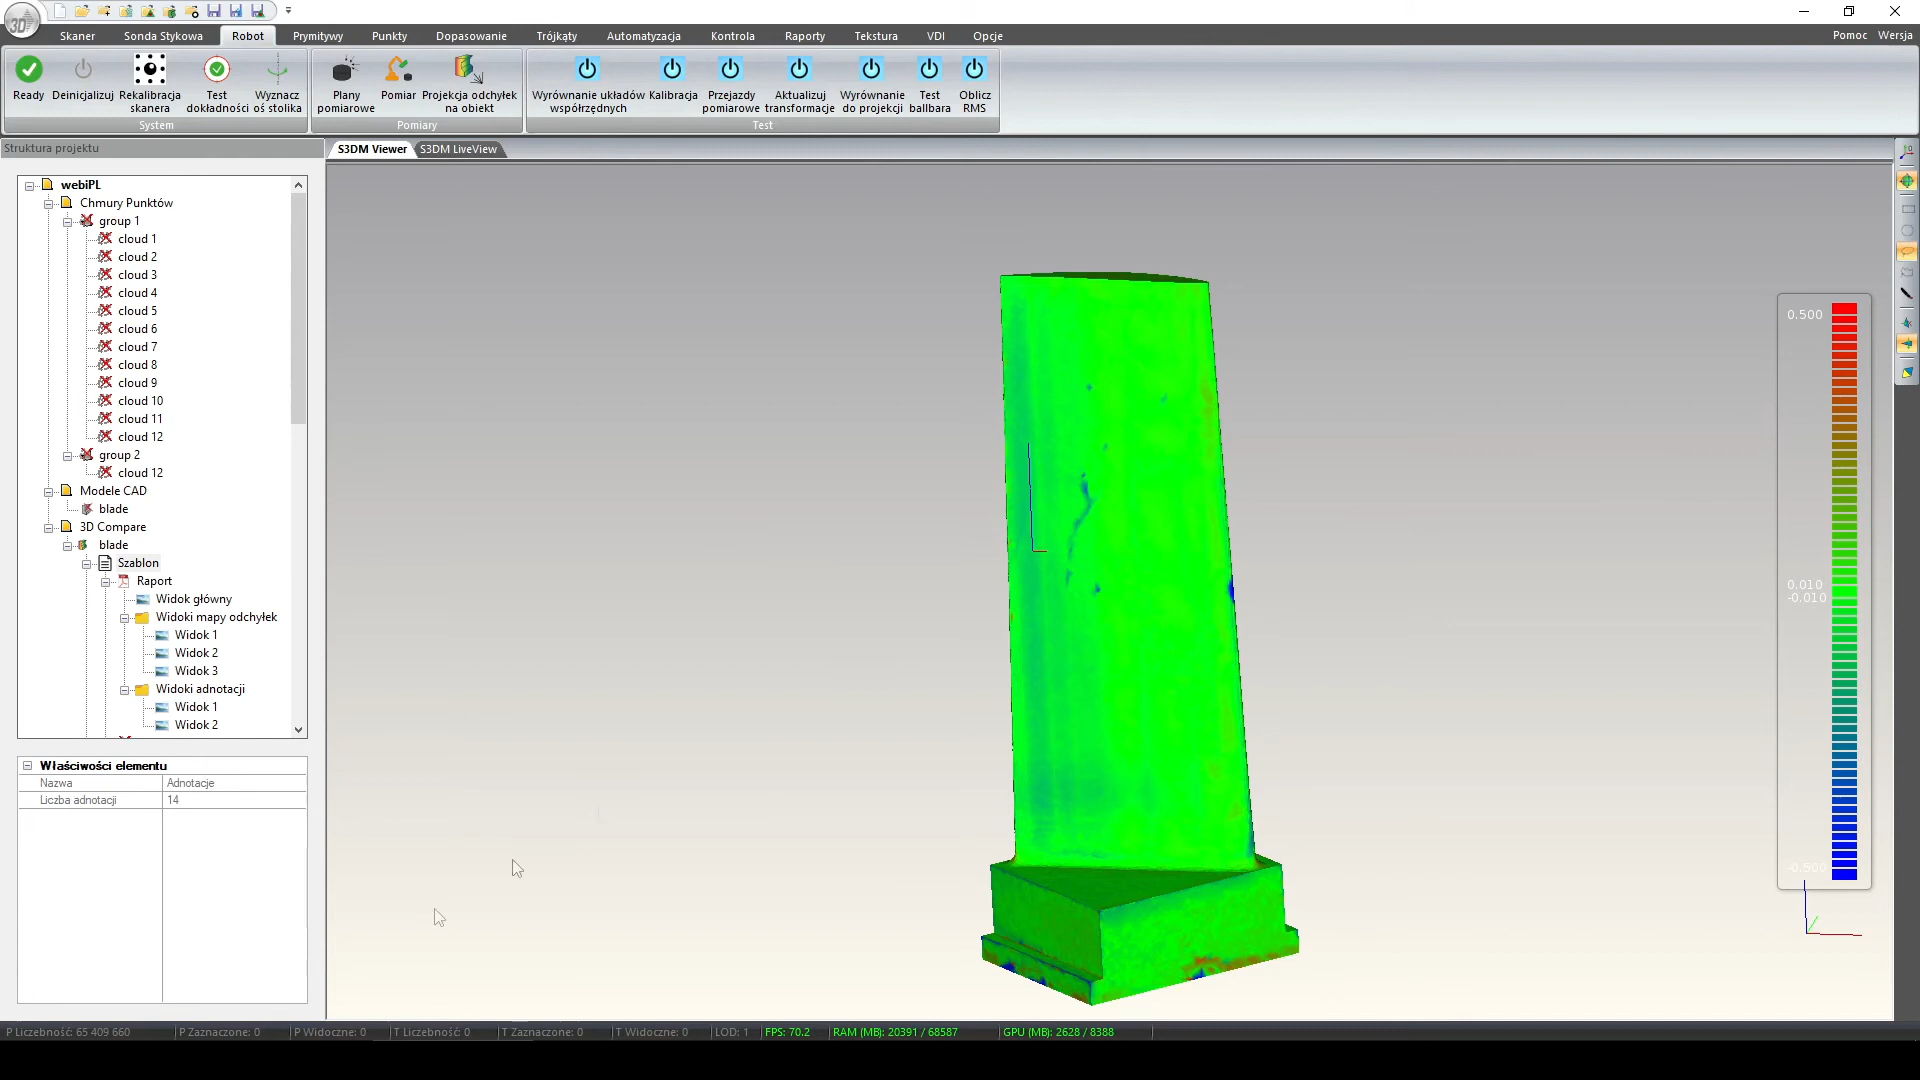 3D
Skaner Sonda Stykowa Robot Prymitywy Punkty Dopasowanie Trójkąty Automatyzacja Kontrola Raporty Tekstura VDI Opcje Pomoc Wersja
Ready Deinicjalizuj Rekalibracja skanera Test dokładności Wyznacz oś stolika
Plany pomiarowe Pomiar Projekcja odchyłek na obiekt
Wyrównanie układów współrzędnych Kalibracja Przejazdy pomiarowe Aktualizuj transformacje Wyrównanie do projekcji Test ballbara Oblicz RMS
System Pomiary Test
Struktura projektu
S3DM Viewer S3DM LiveView
webiPL
Chmury Punktów
group 1
cloud 1
cloud 2
cloud 3
cloud 4
cloud 5
cloud 6
cloud 7
cloud 8
cloud 9
cloud 10
cloud 11
cloud 12
group 2
cloud 12
Modele CAD
blade
3D Compare
blade
Szablon
Raport
Widok główny
Widoki mapy odchyłek
Widok 1
Widok 2
Widok 3
Widoki adnotacji
Widok 1
Widok 2
Właściwości elementu
Nazwa Adnotacje
Liczba adnotacji 14
0.500
0.010
-0.010
-0.500
P Liczebność: 65 409 660 P Zaznaczone: 0 P Widoczne: 0 T Liczebność: 0 T Zaznaczone: 0 T Widoczne: 0 LOD: 1 FPS: 70.2 RAM (MB): 20391 / 68587 GPU (MB): 2628 / 8388